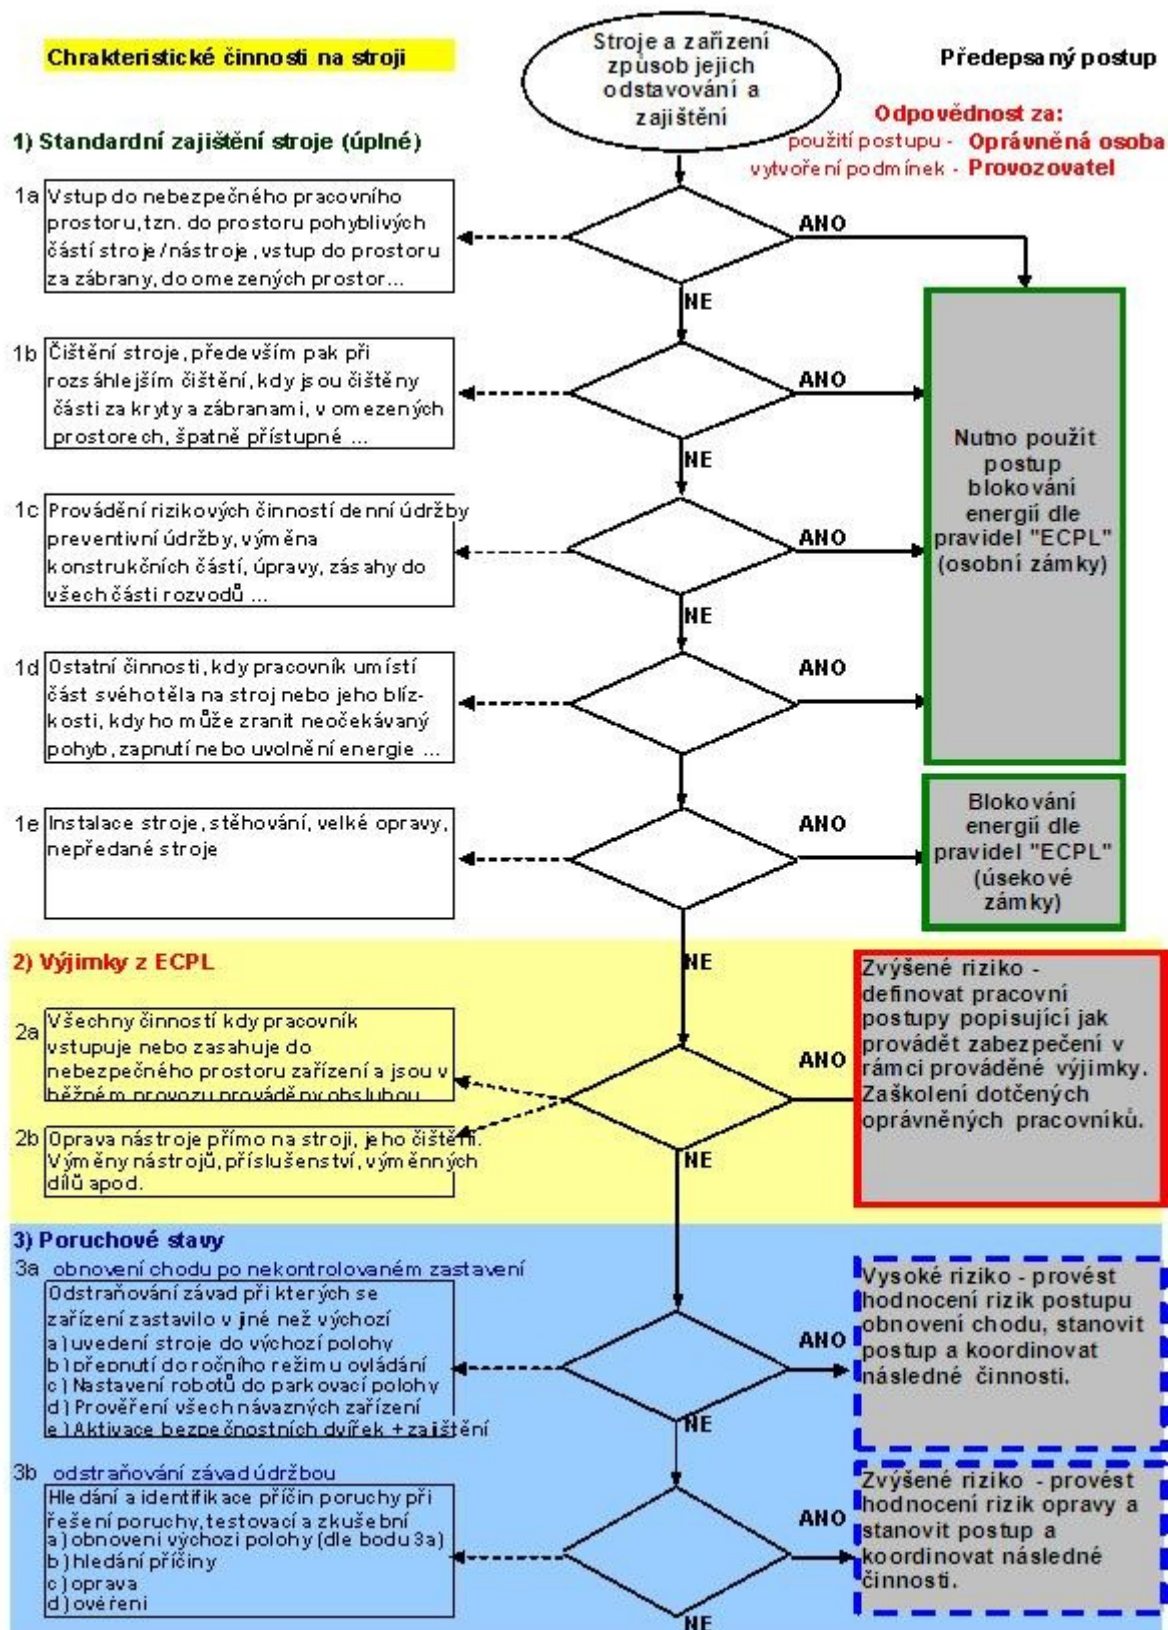 Chrakteristické činnosti na stroji
Stroje a zařízení
způsob jejich
odstavování a
zajištění
Předepsaný postup
Odpovědnost za:
použití postupu - Oprávněná osoba
vytvoření podmínek - Provozovatel
1) Standardní zajištění stroje (úplné)
1a
Vstup do nebezpečného pracovního
prostoru, tzn. do prostoru pohyblivých
částí stroje/nástroje, vstup do prostoru
za zábrany, do omezených prostor...
ANO
NE
1b
Čištění stroje, především pak při
rozsáhlejším čištění, kdy jsou čištěny
části za kryty a zábranami, v omezených
prostorech, špatně přístupné ...
ANO
NE
Nutno použít
postup
blokování
energií dle
pravidel "ECPL"
(osobní zámky)
1c
Provádění rizikových činností denní údržby
preventivní údržby, výměna
konstrukčních částí, úpravy, zásahy do
všech části rozvodů ...
ANO
NE
1d
Ostatní činnosti, kdy pracovník umístí
část svého těla na stroj nebo jeho blíz-
kosti, kdy ho může zranit neočekávaný
pohyb, zapnutí nebo uvolnění energie ...
ANO
1e
Instalace stroje, stěhování, velké opravy,
nepředané stroje
ANO
Blokování
energií dle
pravidel "ECPL"
(úsekové
zámky)
NE
2) Výjimky z ECPL
2a
Všechny činností kdy pracovník
vstupuje nebo zasahuje do
nebezpečného prostoru zařízení a jsou v
běžném provozu prováděny obsluhou
2b
Oprava nástroje přímo na stroji, jeho čištění.
Výměny nástrojů, příslušenství, výměnných
dílů apod.
ANO
NE
Zvýšené riziko -
definovat pracovní
postupy popisující jak
provádět zabezpečení v
rámci prováděné výjimky.
Zaškolení dotčených
oprávněných pracovníků.
3) Poruchové stavy
3a obnovení chodu po nekontrolovaném zastavení
Odstraňování závad při kterých se
zařízení zastavilo v jiné než výchozí
a) uvedení stroje do výchozí polohy
b) přepnutí do ročního režimu ovládání
c) Nastavení robotů do parkovací polohy
d) Prověření všech návazných zařízení
e) Aktivace bezpečnostních dvířek + zajištění
ANO
NE
Vysoké riziko - provést
hodnocení rizik postupu
obnovení chodu, stanovit
postup a koordinovat
následné činnosti.
3b odstraňování závad údržbou
Hledání a identifikace příčin poruchy při
řešení poruchy, testovací a zkušební
a) obnovení výchozí polohy (dle bodu 3a)
b) hledání příčiny
c) oprava
d) ověření
ANO
NE
Zvýšené riziko - provést
hodnocení rizik opravy a
stanovit postup a
koordinovat následné
činnosti.